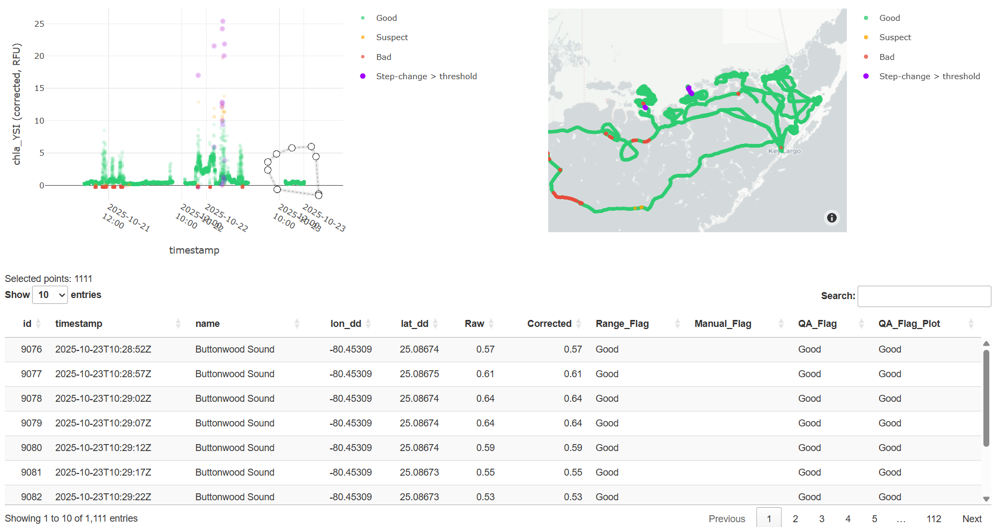 25
20
15
10
5
0
chla_YSI (corrected, RFU)
2025-10-21
12:00
2025-10-22
10:00
2025-10-22
12:00
2025-10-23
10:00
2025-10-23
12:00
timestamp
Good
Suspect
Bad
Step-change > threshold
Key Largo
Good
Suspect
Bad
Step-change > threshold
Selected points: 1111
Show 10 entries
Search:
id timestamp name lon_dd lat_dd Raw Corrected Range_Flag Manual_Flag QA_Flag QA_Flag_Plot
9076 2025-10-23T10:28:52Z Buttonwood Sound -80.45309 25.08674 0.57 0.57 Good Good Good
9077 2025-10-23T10:28:57Z Buttonwood Sound -80.45309 25.08675 0.61 0.61 Good Good Good
9078 2025-10-23T10:29:02Z Buttonwood Sound -80.45309 25.08674 0.64 0.64 Good Good Good
9079 2025-10-23T10:29:07Z Buttonwood Sound -80.45309 25.08674 0.64 0.64 Good Good Good
9080 2025-10-23T10:29:12Z Buttonwood Sound -80.45309 25.08674 0.59 0.59 Good Good Good
9081 2025-10-23T10:29:17Z Buttonwood Sound -80.45309 25.08673 0.55 0.55 Good Good Good
9082 2025-10-23T10:29:22Z Buttonwood Sound -80.45309 25.08673 0.53 0.53 Good Good Good
Showing 1 to 10 of 1,111 entries
Previous 1 2 3 4 5 … 112 Next